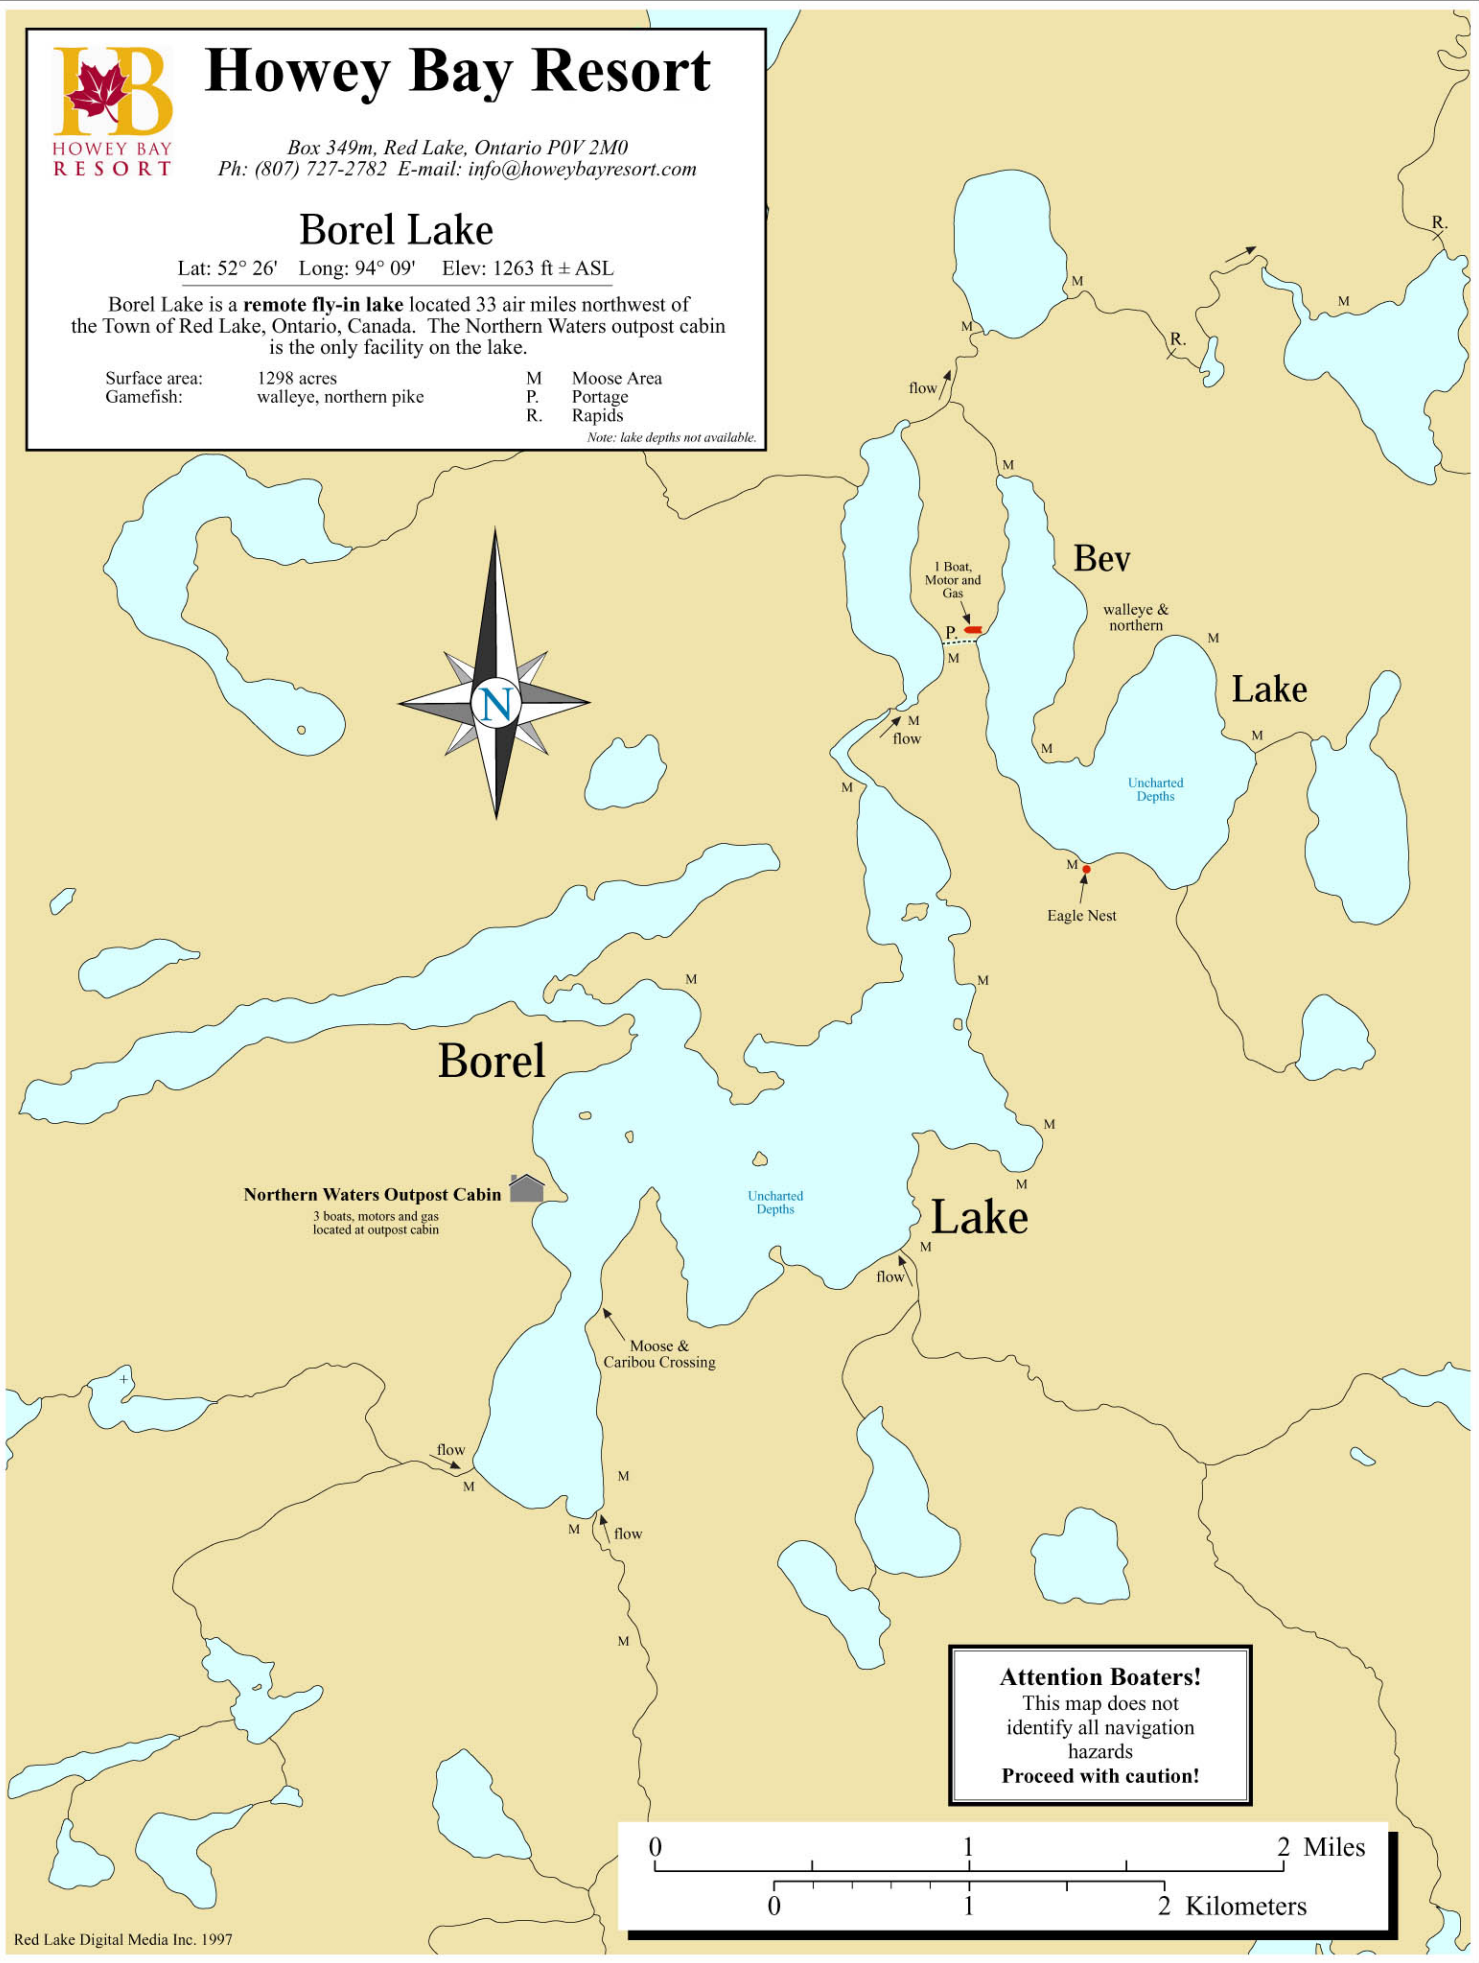 HB
HOWEY BAY
RESORT
Howey Bay Resort
Box 349m, Red Lake, Ontario P0V 2M0
Ph: (807) 727-2782 E-mail: info@howeybayresort.com
Borel Lake
Lat: 52° 26' Long: 94° 09' Elev: 1263 ft ± ASL
Borel Lake is a remote fly-in lake located 33 air miles northwest of
the Town of Red Lake, Ontario, Canada. The Northern Waters outpost cabin
is the only facility on the lake.
Surface area: 1298 acres M Moose Area
Gamefish: walleye, northern pike P. Portage
R. Rapids
Note: lake depths not available.
R.
M
M
M
R.
flow
M
Bev
1 Boat,
Motor and
Gas
walleye &
northern
P.
M
M
Lake
N
M
flow
M
M
M
Uncharted
Depths
M
Eagle Nest
M
M
Borel
M
Northern Waters Outpost Cabin
3 boats, motors and gas
located at outpost cabin
Uncharted
Depths
M
Lake
M
flow
Moose &
Caribou Crossing
flow
M
M
M
flow
M
Attention Boaters!
This map does not
identify all navigation
hazards
Proceed with caution!
0 1 2 Miles
0 1 2 Kilometers
Red Lake Digital Media Inc. 1997